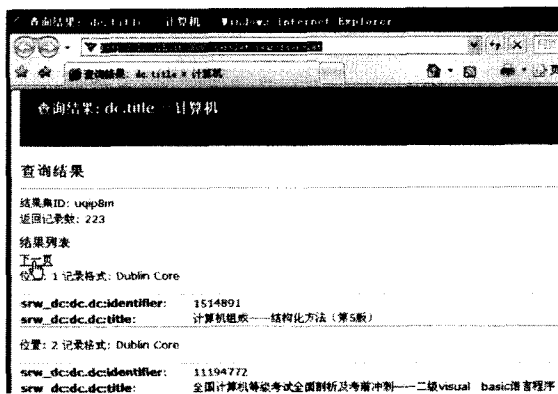 查询结果: dc.title = 计算机 Windows Internet Explorer
查询结果: dc.title = 计算机
查询结果: dc.title = 计算机
查询结果
结果集ID: uqip8m
返回记录数: 223
结果列表
下一页
位置: 1 记录格式: Dublin Core
srw_dc:dc.dc:identifier: 1514891
srw_dc:dc.dc:title: 计算机组成——结构化方法（第5版）
位置: 2 记录格式: Dublin Core
srw_dc:dc.dc:identifier: 11194772
srw_dc:dc.dc:title: 全国计算机等级考试全面剖析及考前冲刺——二级visual basic语言程序